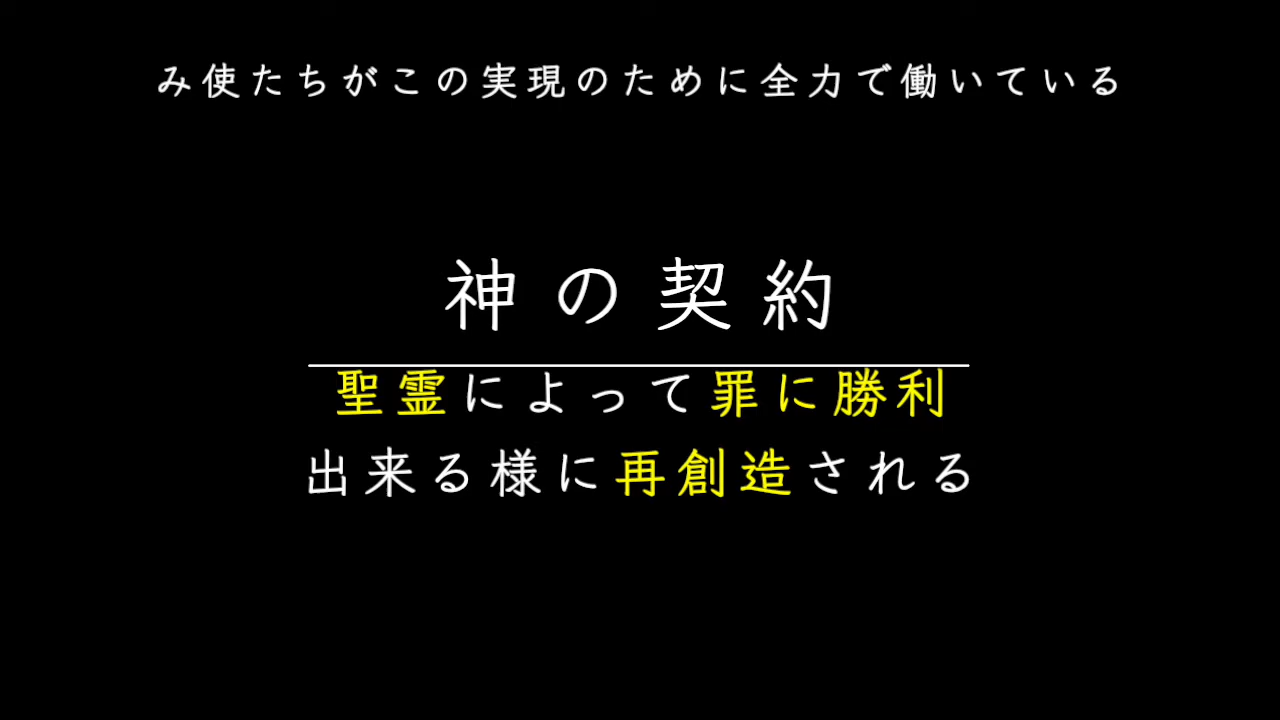 み使たちがこの実現のために全力で働いている
神の契約
聖霊によって罪に勝利
出来る様に再創造される